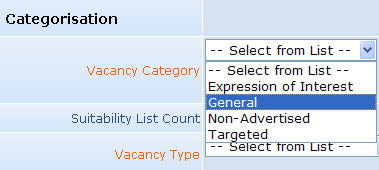 Categorisation
Vacancy Category
-- Select from List --
-- Select from List --
Expression of Interest
General
Non-Advertised
Targeted
Suitability List Count
Vacancy Type
-- Select from List --